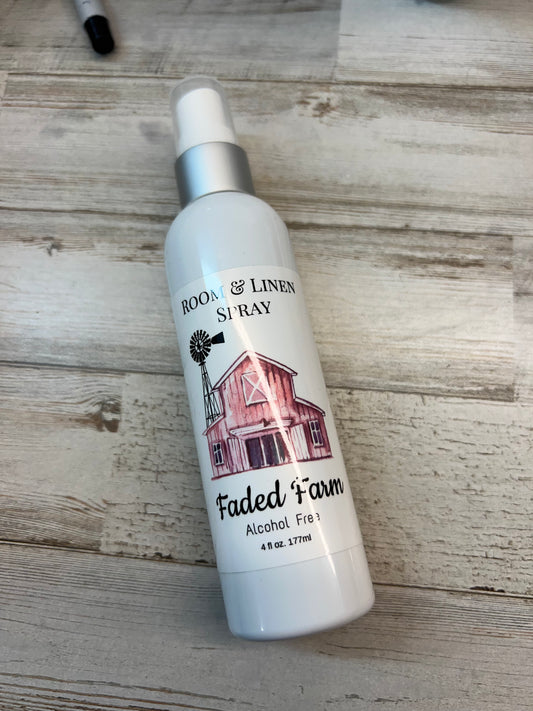 ROOM & LINEN
SPRAY
Faded Farm
Alcohol Free
4 fl oz. 177ml